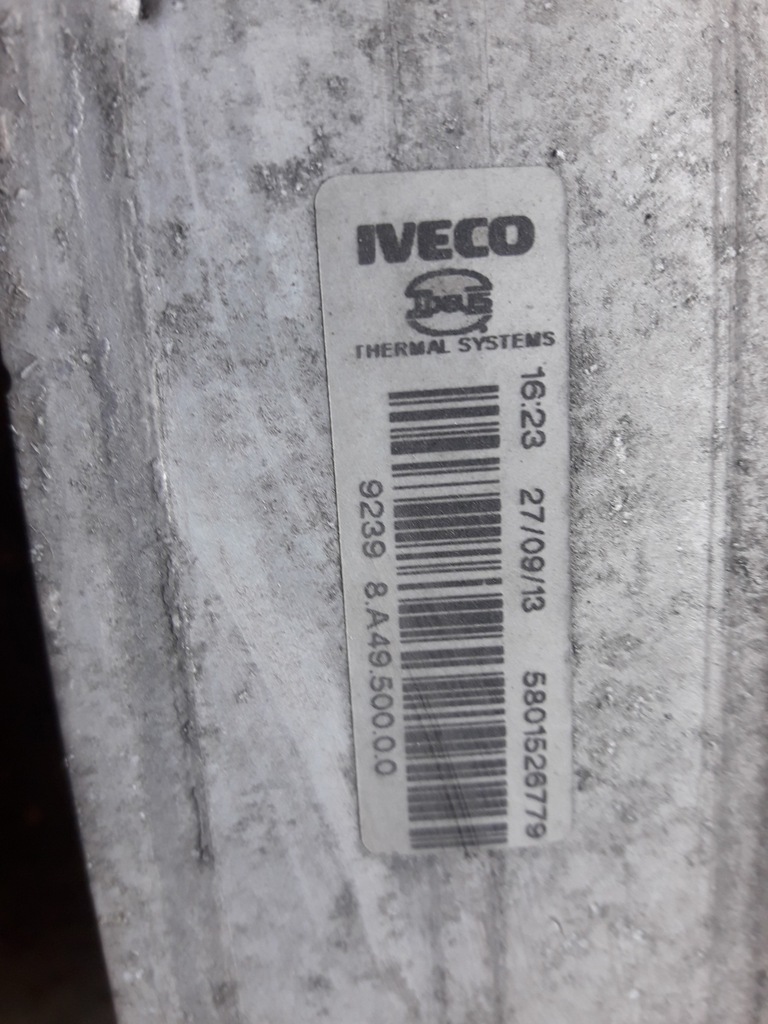 IVECO
THERMAL SYSTEMS
16:23 27/09/13 5801526779
9239 8.A49.500.0.0